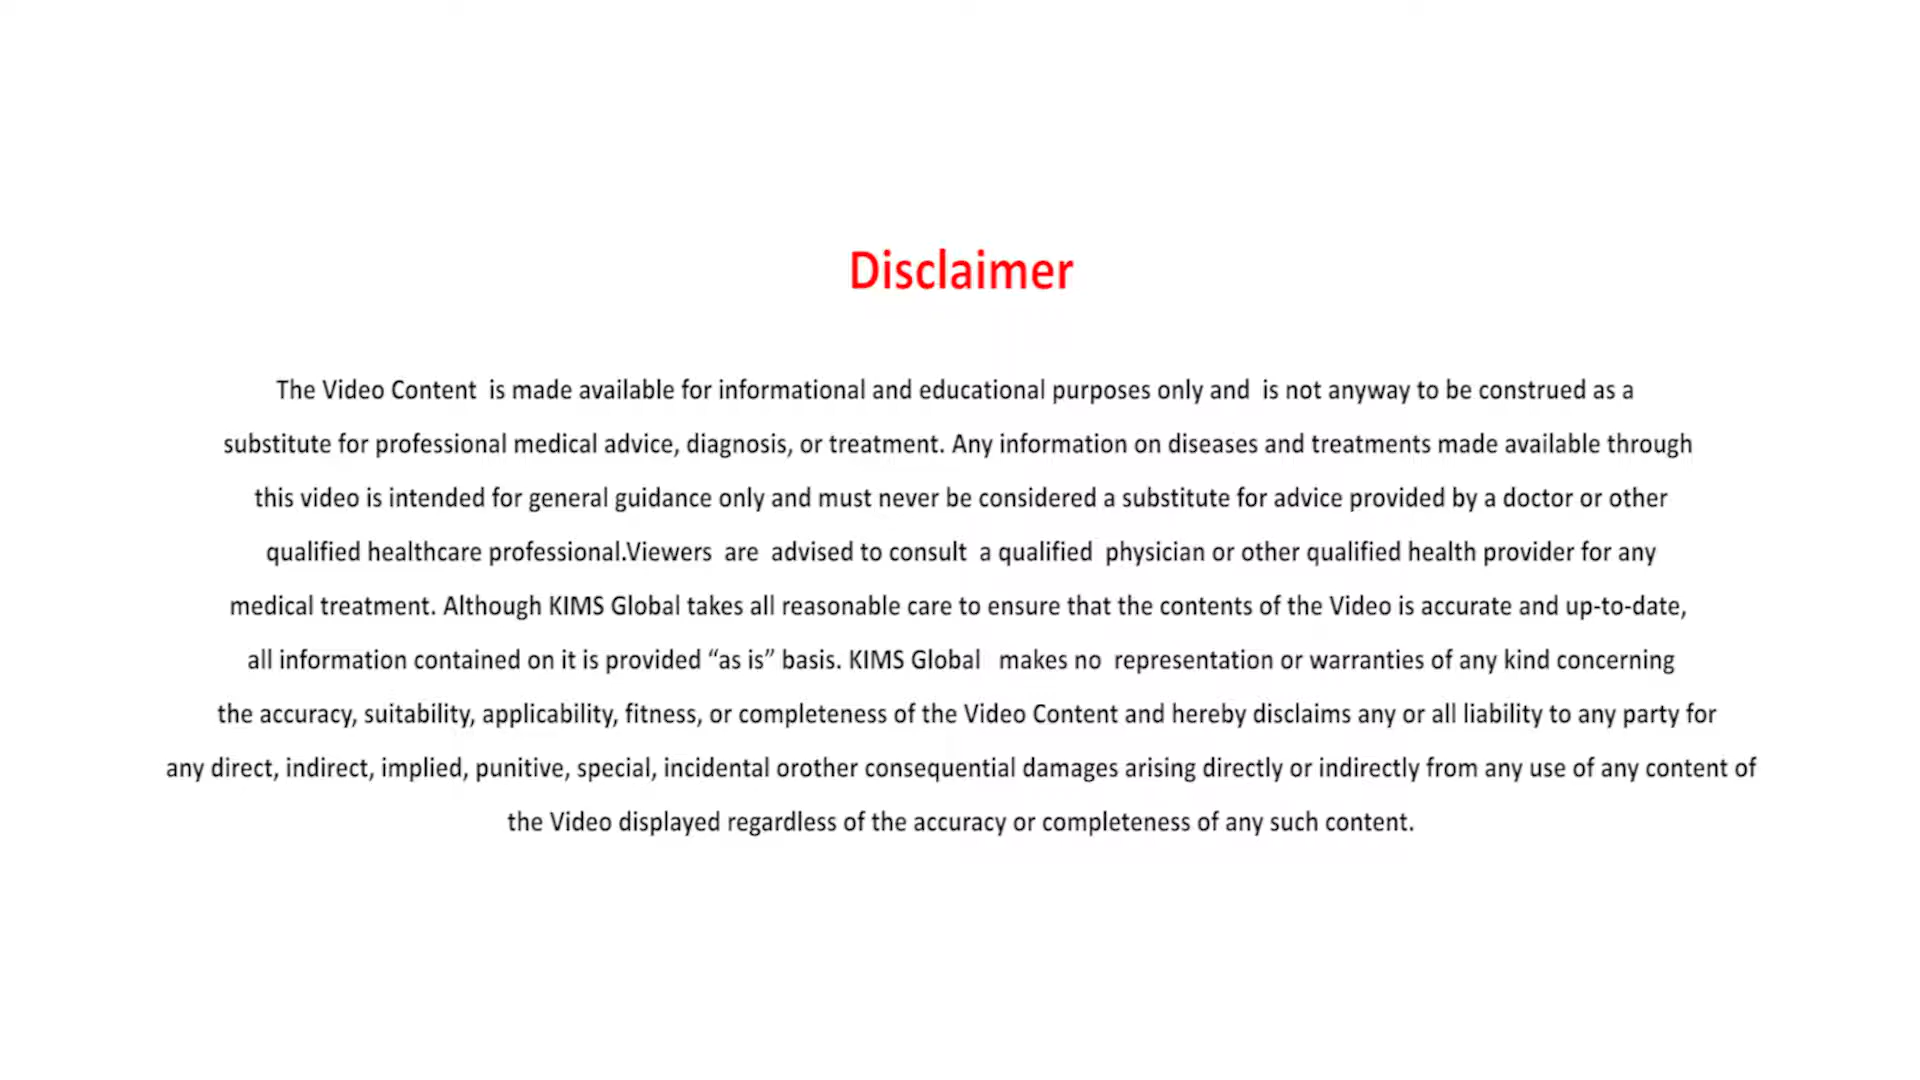 Disclaimer
The Video Content is made available for informational and educational purposes only and is not anyway to be construed as a
substitute for professional medical advice, diagnosis, or treatment. Any information on diseases and treatments made available through
this video is intended for general guidance only and must never be considered a substitute for advice provided by a doctor or other
qualified healthcare professional.Viewers are advised to consult a qualified physician or other qualified health provider for any
medical treatment. Although KIMS Global takes all reasonable care to ensure that the contents of the Video is accurate and up-to-date,
all information contained on it is provided “as is” basis. KIMS Global makes no representation or warranties of any kind concerning
the accuracy, suitability, applicability, fitness, or completeness of the Video Content and hereby disclaims any or all liability to any party for
any direct, indirect, implied, punitive, special, incidental orother consequential damages arising directly or indirectly from any use of any content of
the Video displayed regardless of the accuracy or completeness of any such content.